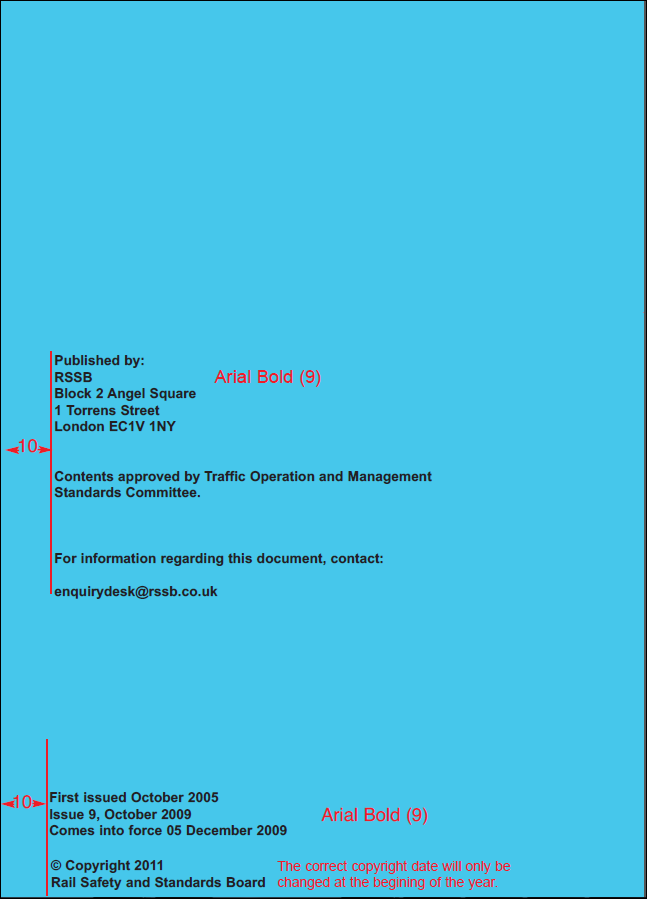 Published by:
RSSB
Arial Bold (9)
Block 2 Angel Square
1 Torrens Street
London EC1V 1NY
10
Contents approved by Traffic Operation and Management
Standards Committee.
For information regarding this document, contact:
enquirydesk@rssb.co.uk
10
First issued October 2005
Issue 9, October 2009
Arial Bold (9)
Comes into force 05 December 2009
© Copyright 2011
Rail Safety and Standards Board
The correct copyright date will only be
changed at the begining of the year.